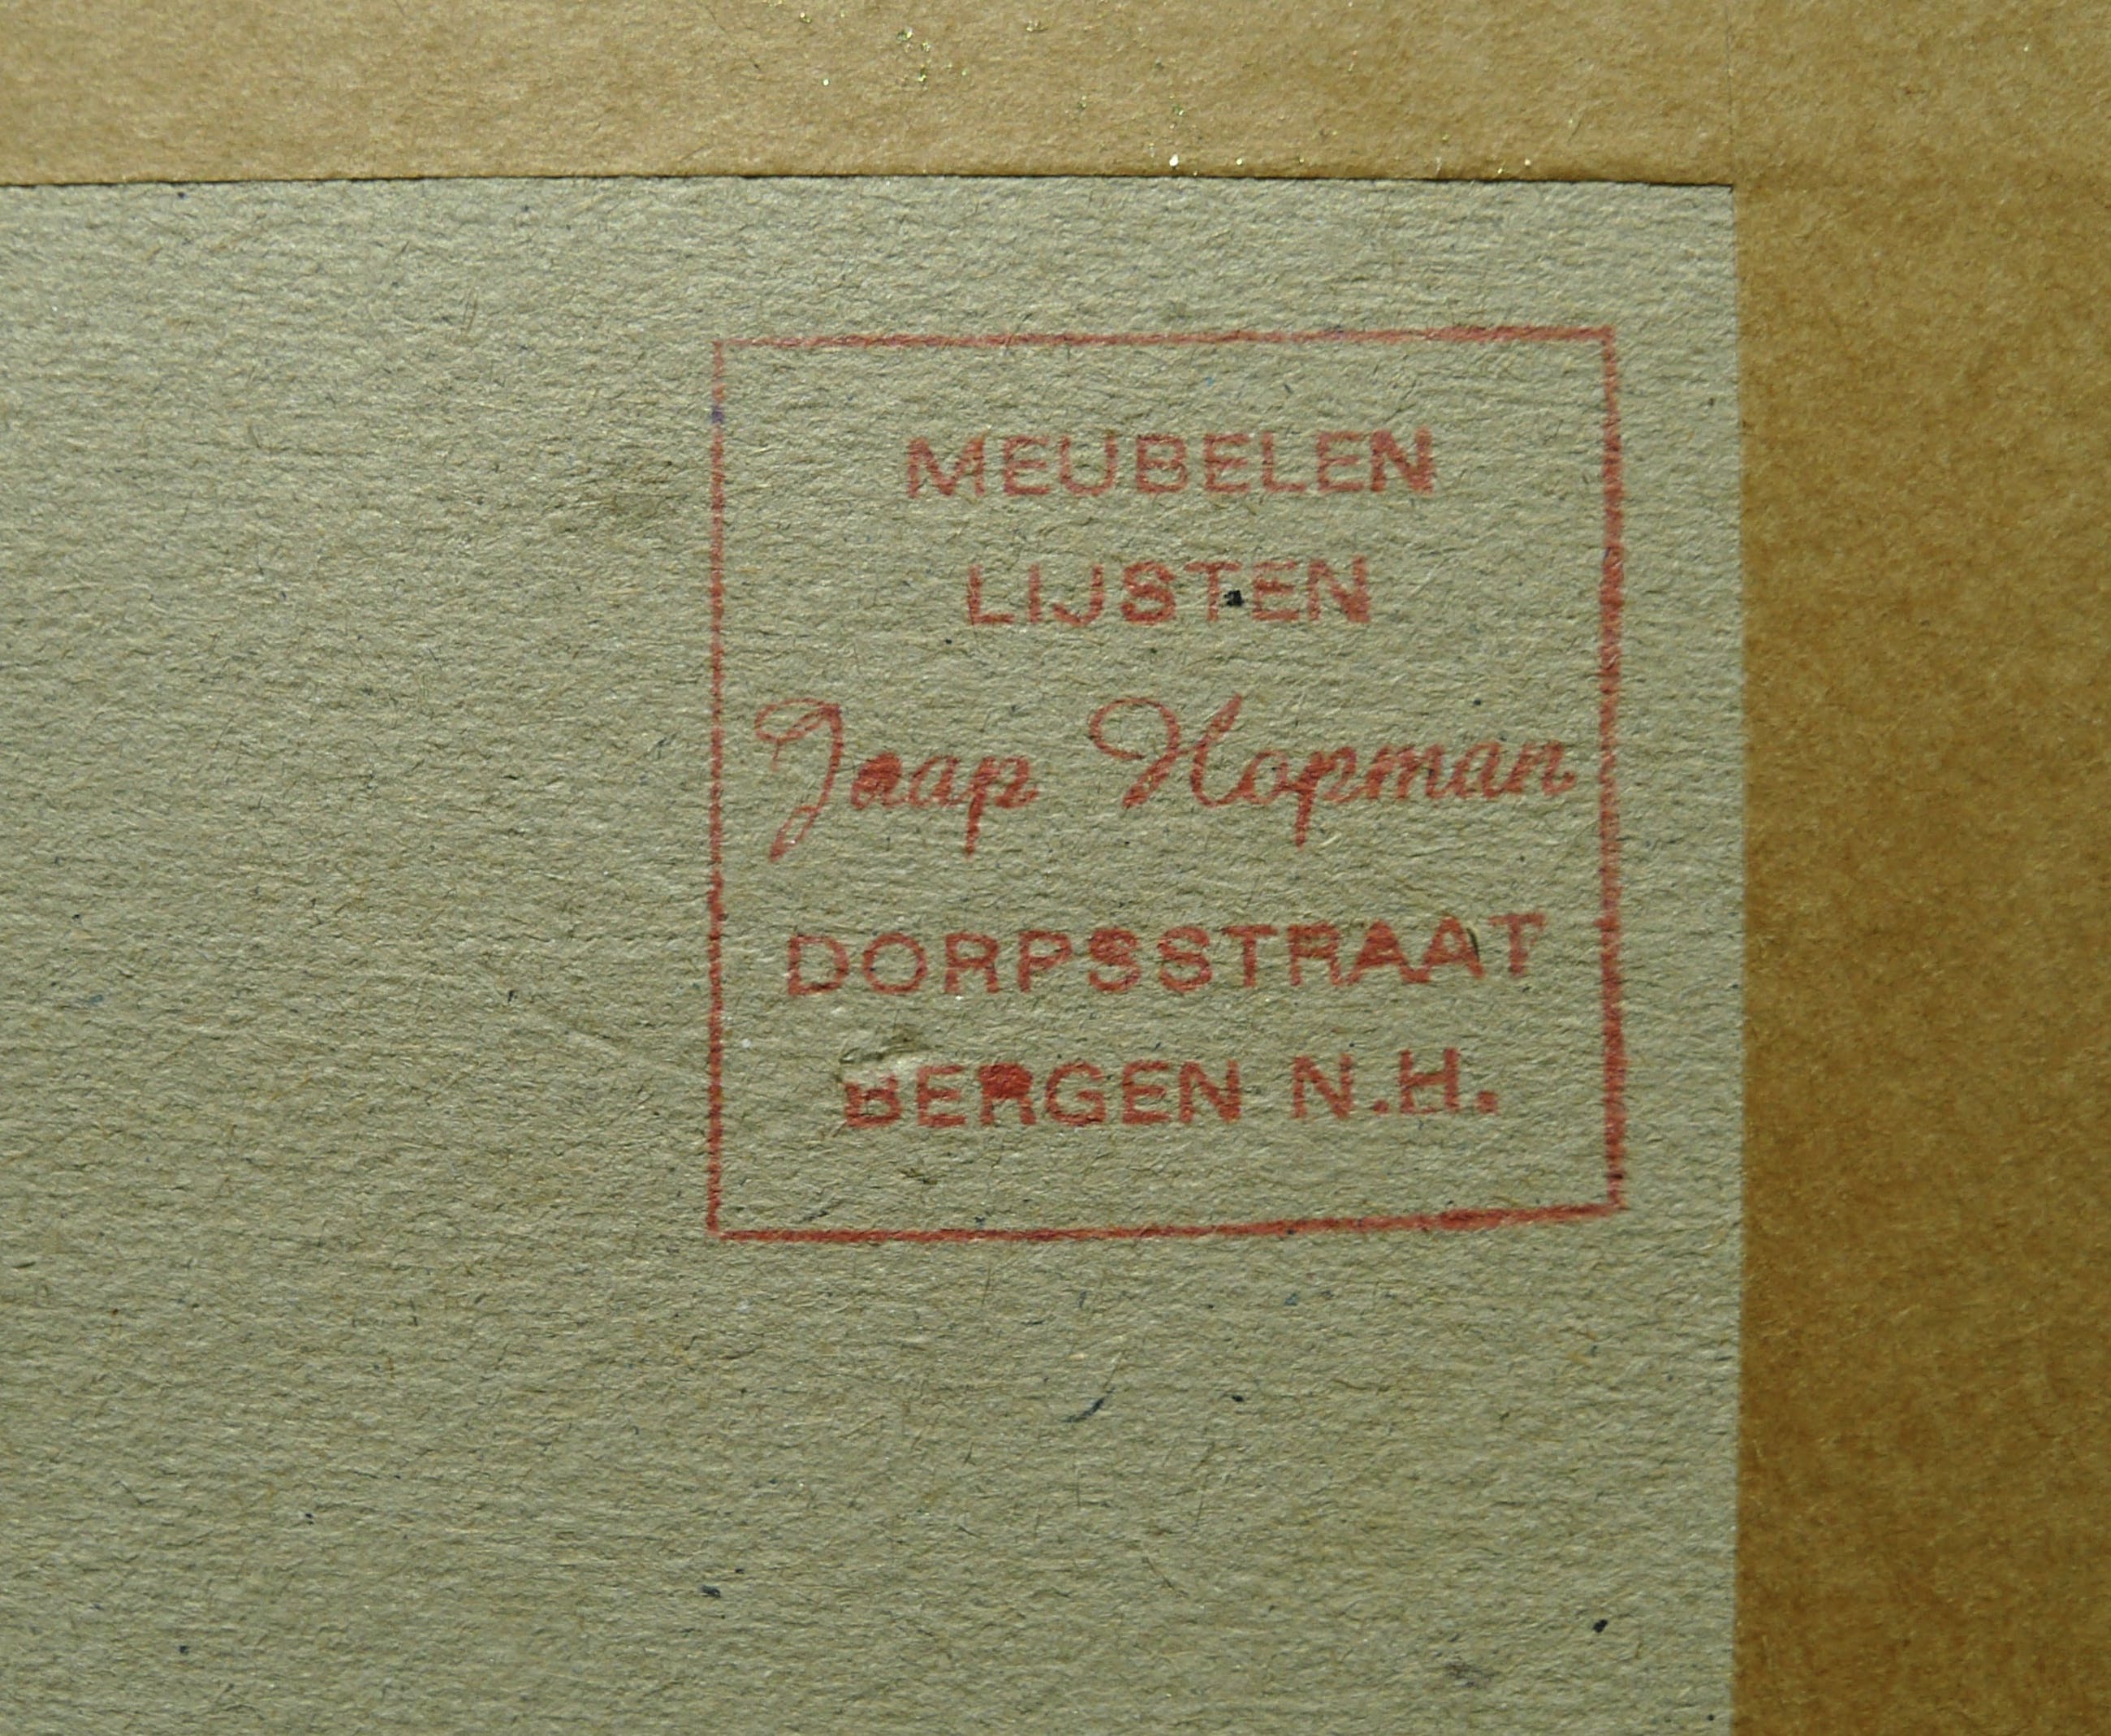 MEUBELEN
LIJSTEN
Jaap Hopman
DORPSSTRAAT
BERGEN N.H.